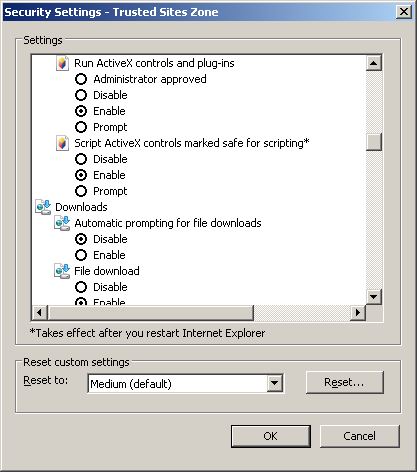 Security Settings - Trusted Sites Zone
Settings
Run ActiveX controls and plug-ins
Administrator approved
Disable
Enable
Prompt
Script ActiveX controls marked safe for scripting*
Disable
Enable
Prompt
Downloads
Automatic prompting for file downloads
Disable
Enable
File download
Disable
Enable
*Takes effect after you restart Internet Explorer
Reset custom settings
Reset to: Medium (default) Reset...
OK Cancel